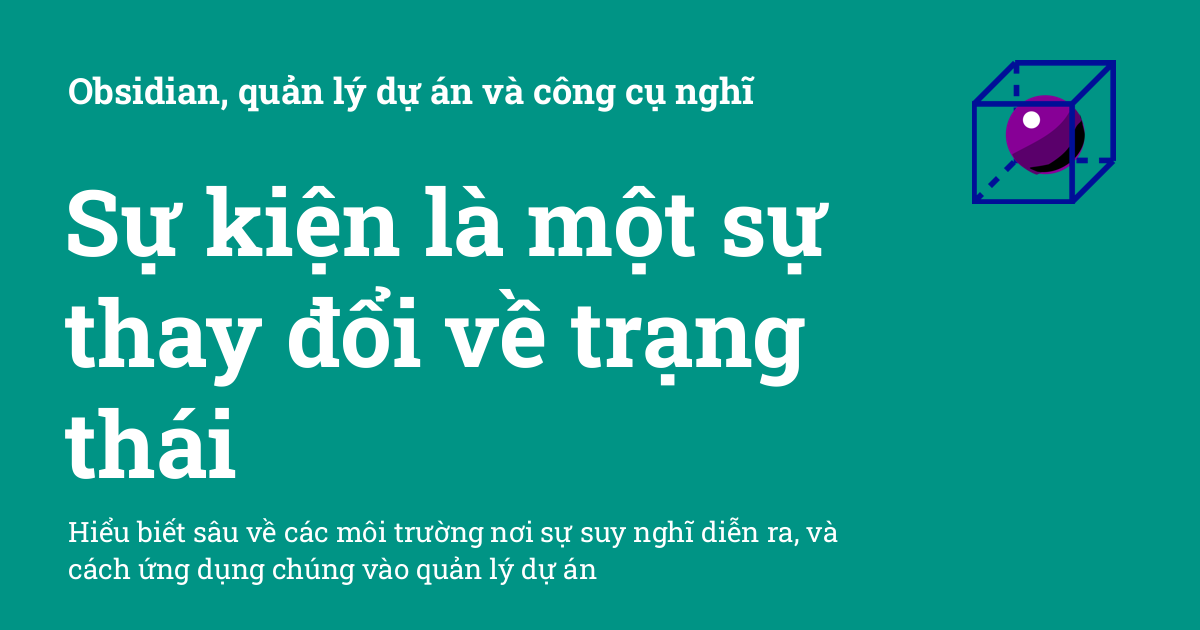 Obsidian, quản lý dự án và công cụ nghĩ
Sự kiện là một sự
thay đổi về trạng
thái
Hiểu biết sâu về các môi trường nơi sự suy nghĩ diễn ra, và
cách ứng dụng chúng vào quản lý dự án